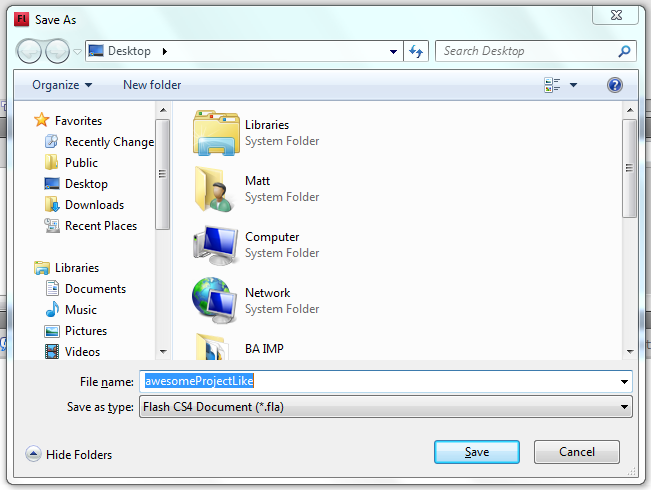 FL Save As
Desktop
Search Desktop
Organize New folder
Favorites
Recently Change
Public
Desktop
Downloads
Recent Places
Libraries
Documents
Music
Pictures
Videos
Libraries
System Folder
Matt
System Folder
Computer
System Folder
Network
System Folder
BA IMP
File name: awesomeProjectLike
Save as type: Flash CS4 Document (*.fla)
Hide Folders Save Cancel